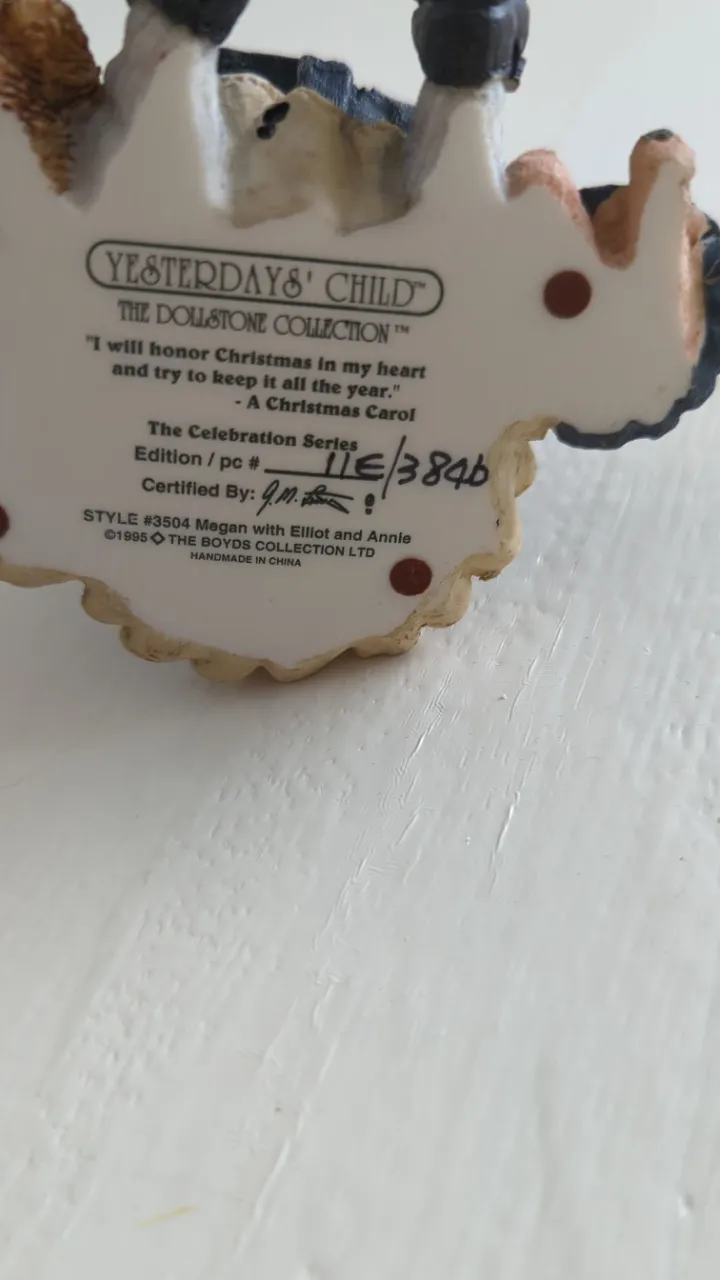 YESTERDAYS' CHILD™
THE DOLLSTONE COLLECTION™
"I will honor Christmas in my heart
and try to keep it all the year."
- A Christmas Carol
The Celebration Series
Edition / pc # 11E/3846
Certified By:
STYLE #3504 Megan with Elliot and Annie
©1995 THE BOYDS COLLECTION LTD
HANDMADE IN CHINA